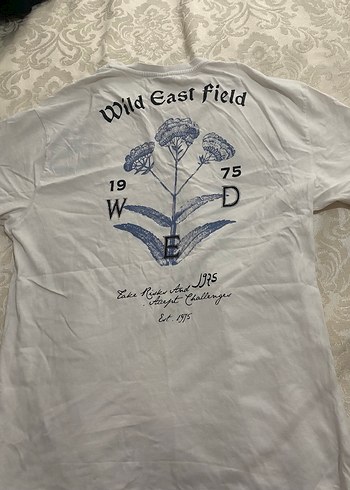 Wild East Field
19 75
W D
E
Take Risks And 1975
Accept Challenges
Est 1975